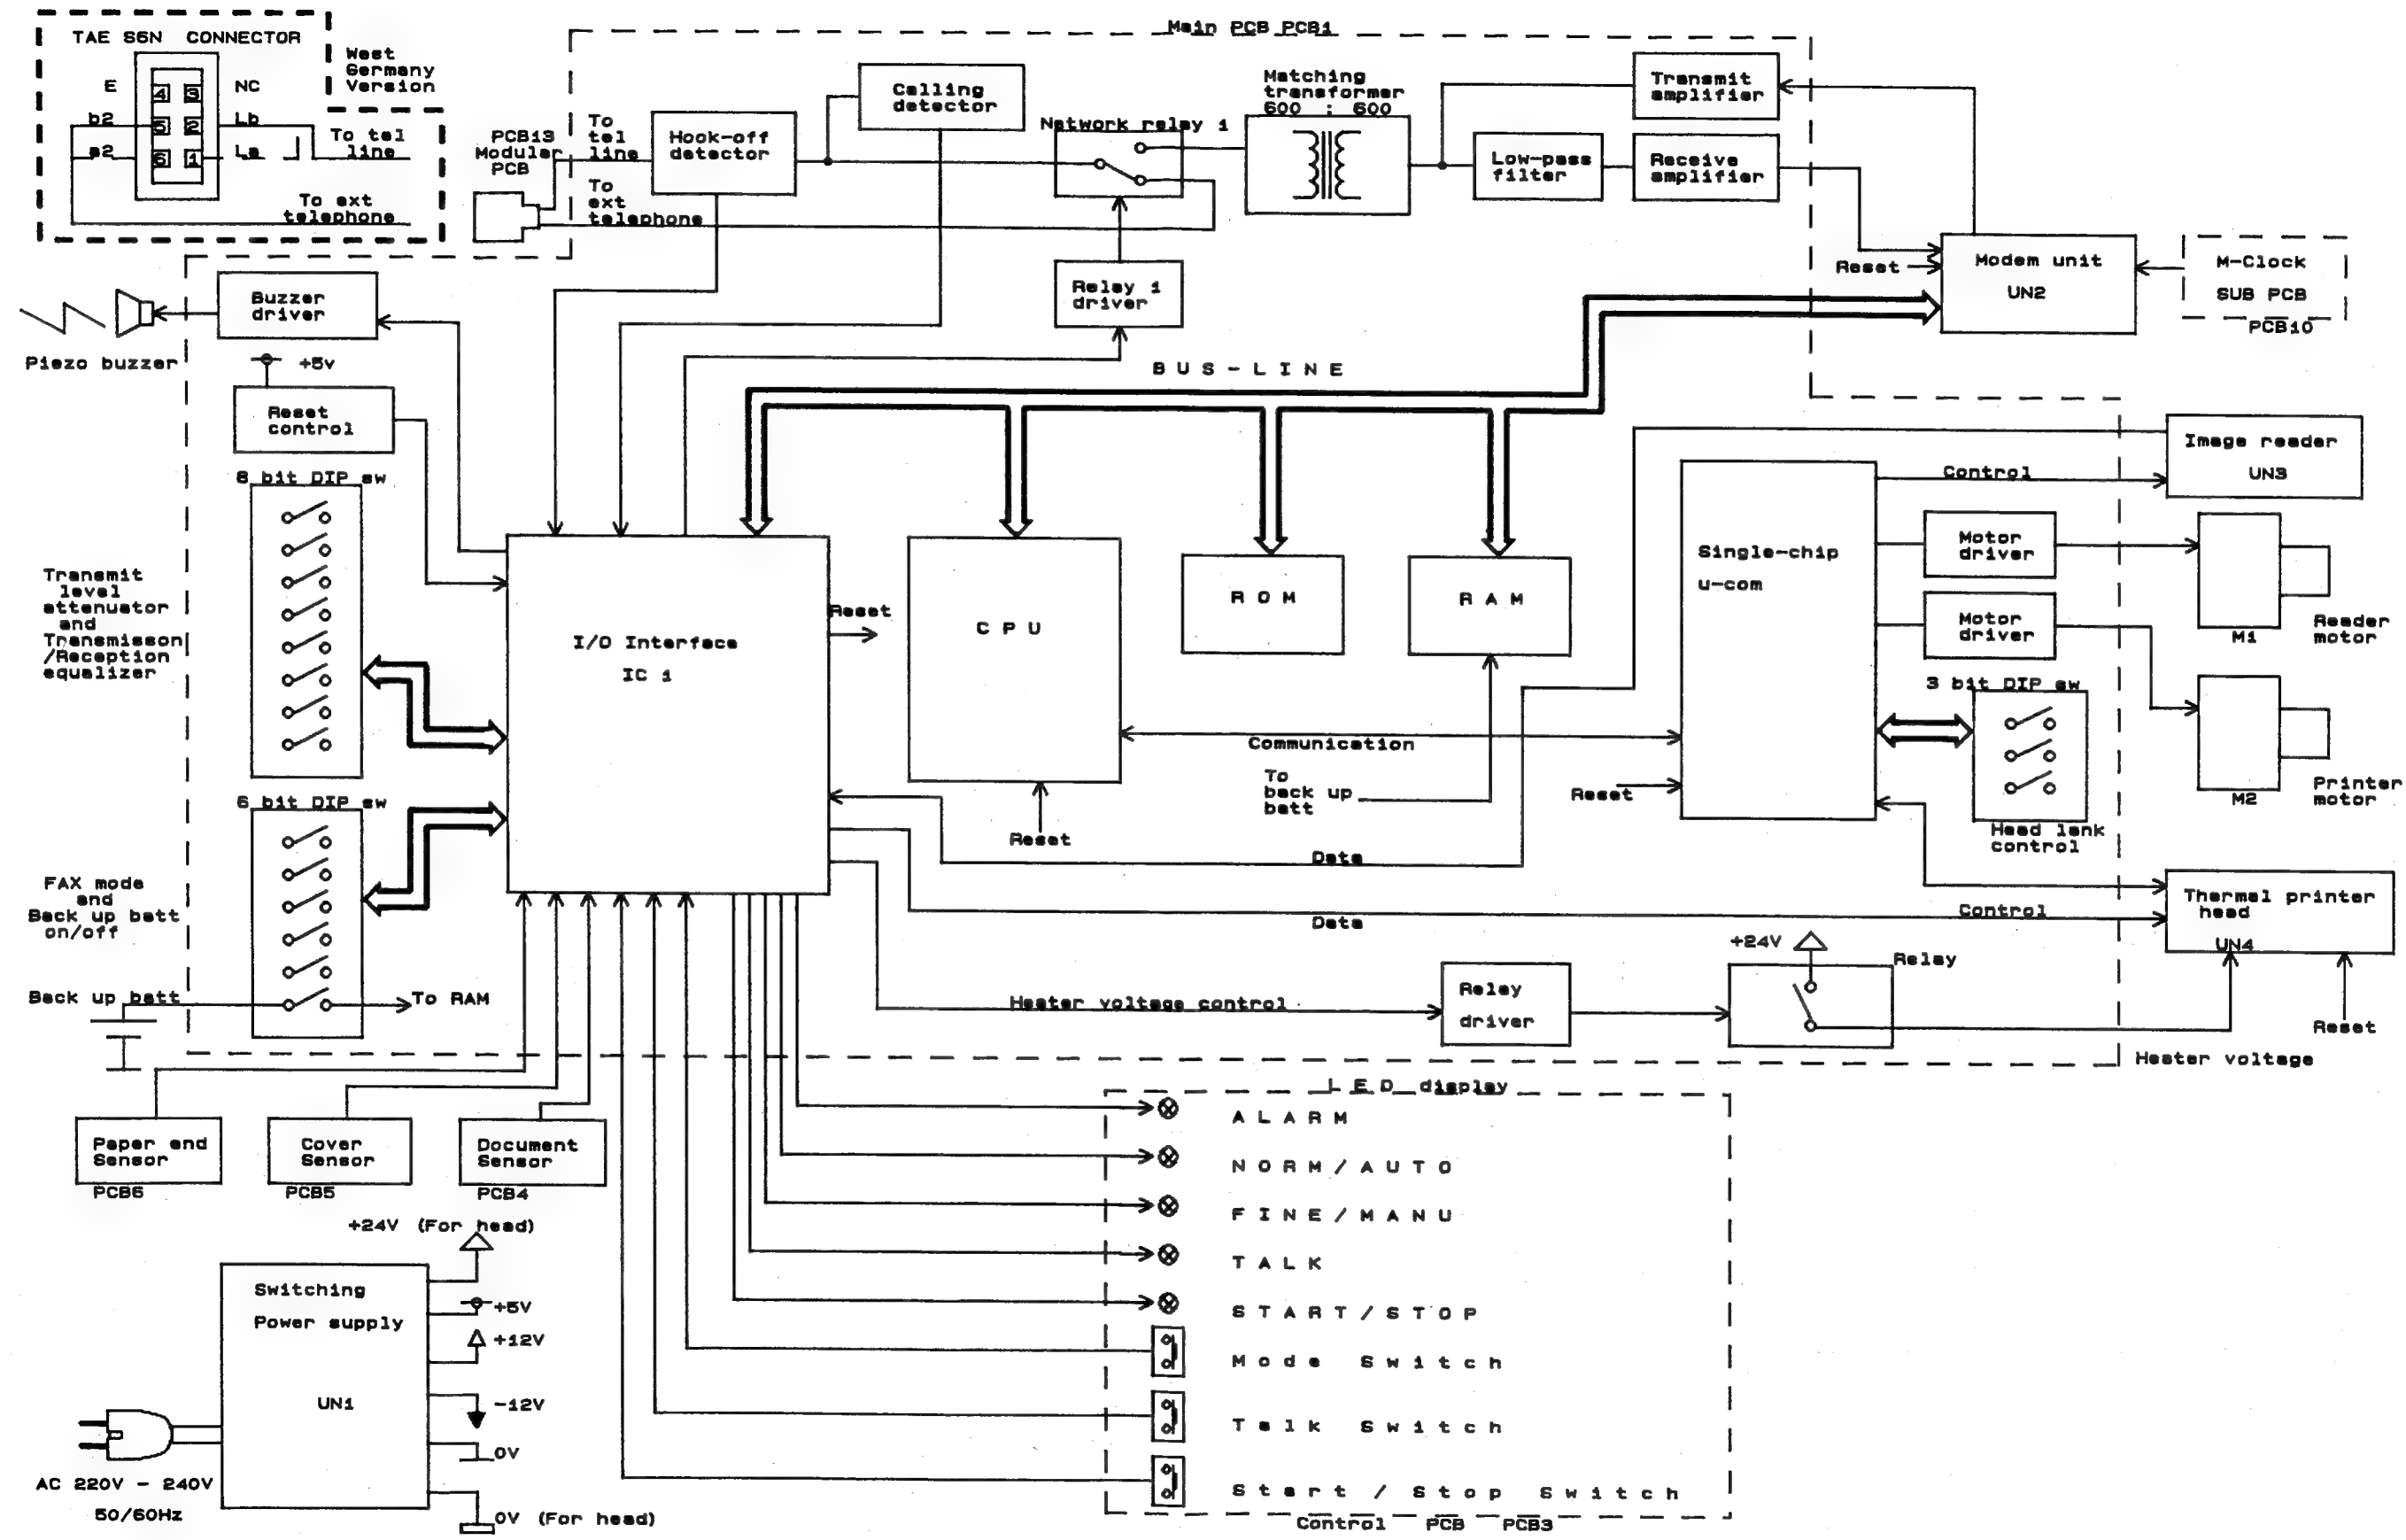 Main PCB PCB1
TAE S6N CONNECTOR
West
Germany
Version
E
NC
4
3
b2
5
2
Lb
a2
6
1
La
To tel
line
To ext
telephone
PCB13
Modular
PCB
To
tel
line
To
ext
telephone
Hook-off
detector
Calling
detector
Network relay 1
Matching
transformer
600 : 600
Transmit
amplifier
Low-pass
filter
Receive
amplifier
Relay 1
driver
Reset
Modem unit
UN2
M-Clock
SUB PCB
PCB10
Buzzer
driver
Piezo buzzer
+5v
Reset
control
BUS-LINE
8 bit DIP sw
Transmit
level
attenuator
and
Transmisson
/Reception
equalizer
I/O Interface
IC 1
Reset
CPU
ROM
RAM
Single-chip
u-com
Control
Image reader
UN3
Motor
driver
Motor
driver
M1
Reader
motor
3 bit DIP sw
M2
Printer
motor
Head lank
control
Communication
To
back up
batt
Reset
Reset
Data
6 bit DIP sw
FAX mode
and
Back up batt
on/off
Back up batt
To RAM
Control
Data
Thermal printer
head
UN4
+24V
Relay
Heater voltage control
Relay
driver
Reset
Heater voltage
Paper end
Sensor
PCB6
Cover
Sensor
PCB5
Document
Sensor
PCB4
LED display
ALARM
NORM/AUTO
FINE/MANU
TALK
START/STOP
Mode Switch
Talk Switch
Start / Stop Switch
Control PCB PCB3
+24V (For head)
Switching
Power supply
UN1
+5V
+12V
-12V
0V
0V (For head)
AC 220V - 240V
50/60Hz